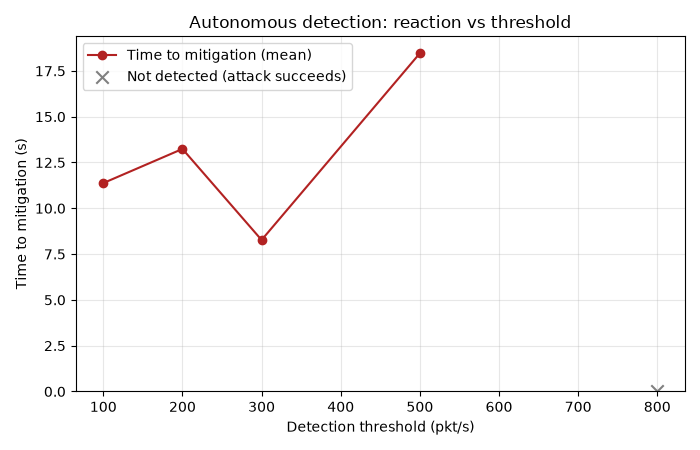 Autonomous detection: reaction vs threshold
Time to mitigation (mean)
Not detected (attack succeeds)
Time to mitigation (s)
17.5
15.0
12.5
10.0
7.5
5.0
2.5
0.0
100 200 300 400 500 600 700 800
Detection threshold (pkt/s)